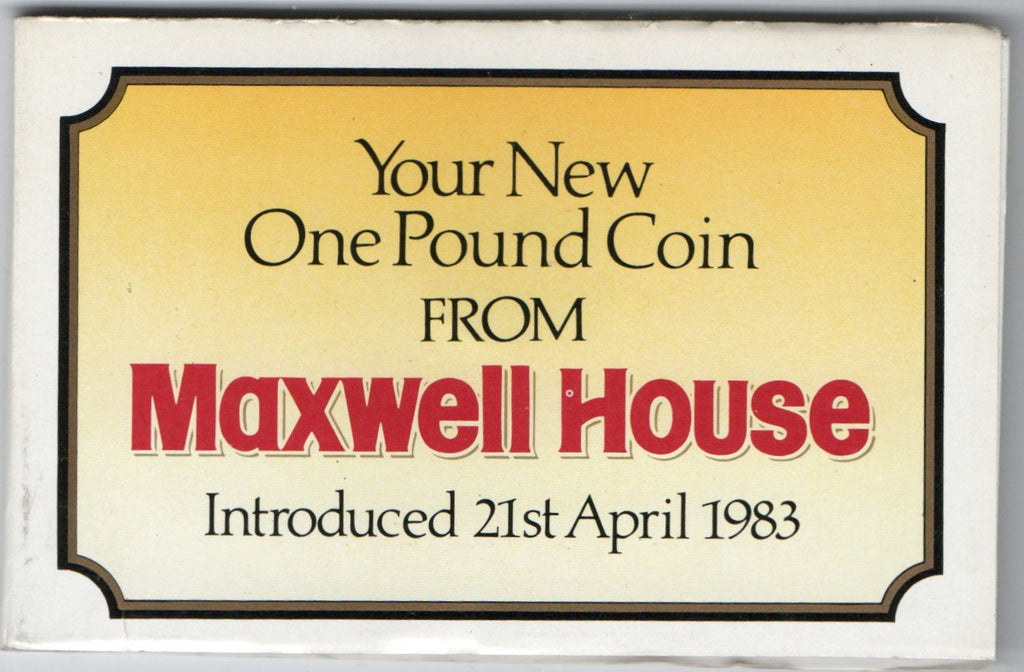 Your New
One Pound Coin
FROM
Maxwell House
Introduced 21st April 1983